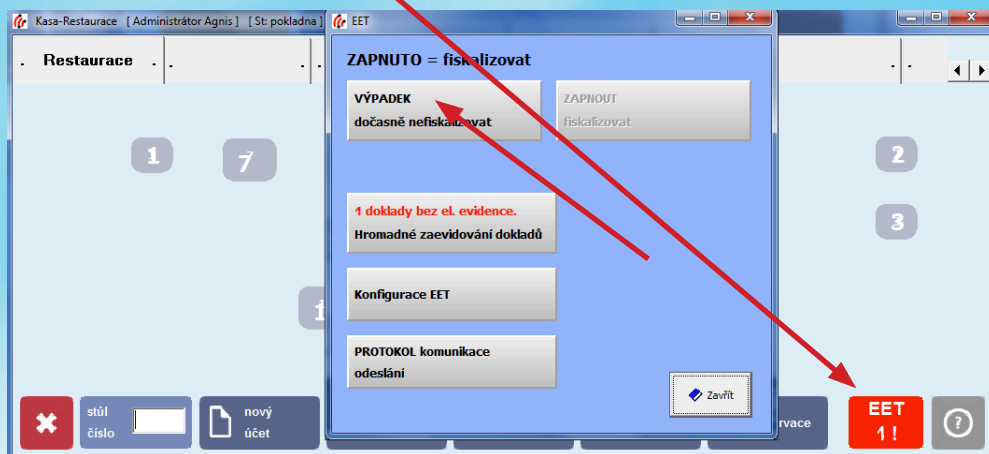 Kasa-Restaurace [ Administrátor Agnis ] [ St: pokladna ]
EET
. Restaurace . . . . . .
ZAPNUTO = fiskalizovat
VÝPADEK
dočasně nefiskalizovat
ZAPNOUT
fiskalizovat
1
7
2
3
1 doklady bez el. evidence.
Hromadné zaevidování dokladů
Konfigurace EET
1
PROTOKOL komunikace
odeslání
Zavřít
stůl
číslo
nový
účet
rvace
EET
1 !
?